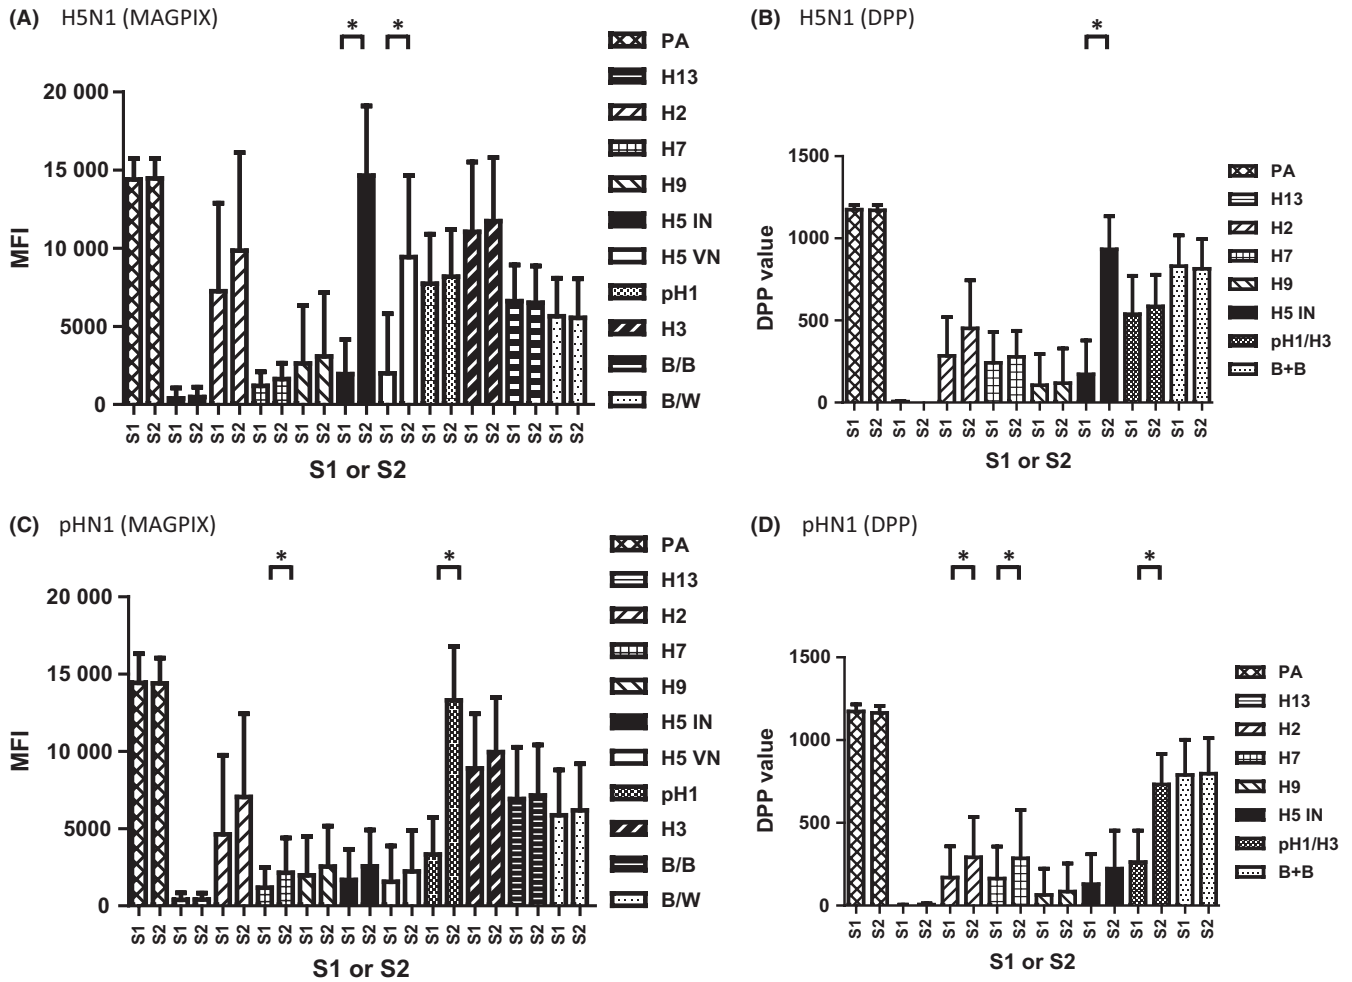 (A) H5N1 (MAGPIX)
* *
20 000
15 000
10 000
5000
0
MFI
S1 S2 S1 S2 S1 S2 S1 S2 S1 S2 S1 S2 S1 S2 S1 S2 S1 S2 S1 S2 S1 S2
S1 or S2
PA
H13
H2
H7
H9
H5 IN
H5 VN
pH1
H3
B/B
B/W
(B) H5N1 (DPP)
*
1500
1000
500
0
DPP value
S1 S2 S1 S2 S1 S2 S1 S2 S1 S2 S1 S2 S1 S2 S1 S2
S1 or S2
PA
H13
H2
H7
H9
H5 IN
pH1/H3
B+B
(C) pHN1 (MAGPIX)
* *
20 000
15 000
10 000
5000
0
MFI
S1 S2 S1 S2 S1 S2 S1 S2 S1 S2 S1 S2 S1 S2 S1 S2 S1 S2 S1 S2 S1 S2
S1 or S2
PA
H13
H2
H7
H9
H5 IN
H5 VN
pH1
H3
B/B
B/W
(D) pHN1 (DPP)
* * *
1500
1000
500
0
DPP value
S1 S2 S1 S2 S1 S2 S1 S2 S1 S2 S1 S2 S1 S2 S1 S2
S1 or S2
PA
H13
H2
H7
H9
H5 IN
pH1/H3
B+B